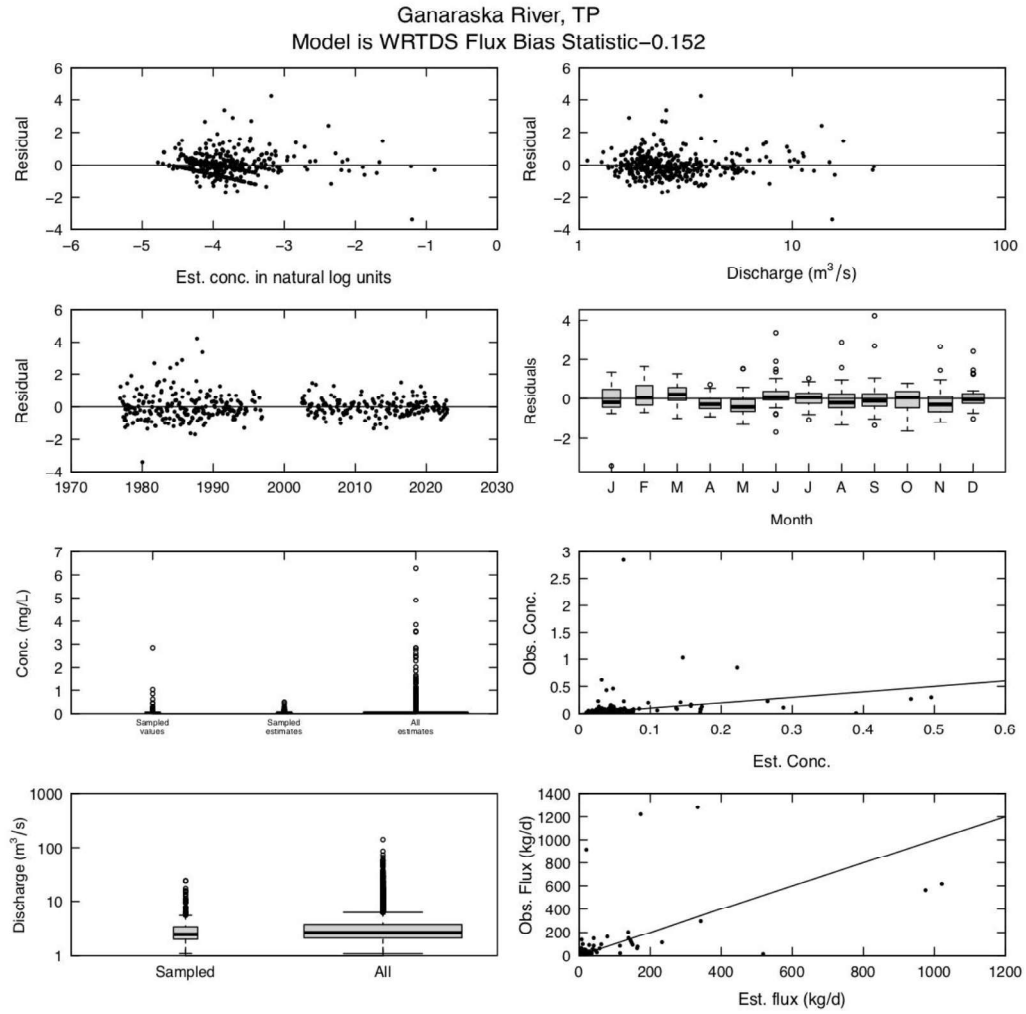 Ganaraska River, TP
Model is WRTDS Flux Bias Statistic−0.152
6
4
2
0
−2
−4
Residual
−6
−5
−4
−3
−2
−1
0
Est. conc. in natural log units
6
4
2
0
−2
−4
Residual
1
10
100
Discharge (m³/s)
6
4
2
0
−2
−4
Residual
1970
1980
1990
2000
2010
2020
2030
4
2
0
−2
Residuals
J
F
M
A
M
J
J
A
S
O
N
D
Month
7
6
5
4
3
2
1
0
Conc. (mg/L)
Sampled
values
Sampled
estimates
All
estimates
3
2.5
2
1.5
1
0.5
0
Obs. Conc.
0
0.1
0.2
0.3
0.4
0.5
0.6
Est. Conc.
1000
100
10
1
Discharge (m³/s)
Sampled
All
1400
1200
1000
800
600
400
200
0
Obs. Flux (kg/d)
0
200
400
600
800
1000
1200
Est. flux (kg/d)